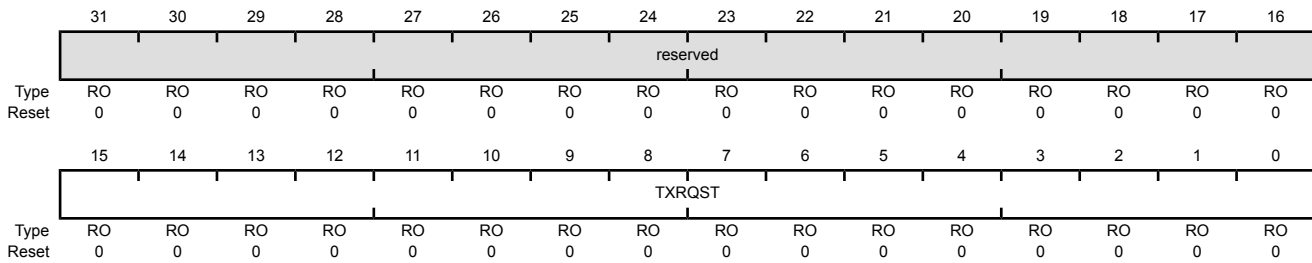 31 30 29 28 27 26 25 24 23 22 21 20 19 18 17 16
reserved
Type RO RO RO RO RO RO RO RO RO RO RO RO RO RO RO RO
Reset 0 0 0 0 0 0 0 0 0 0 0 0 0 0 0 0
15 14 13 12 11 10 9 8 7 6 5 4 3 2 1 0
TXRQST
Type RO RO RO RO RO RO RO RO RO RO RO RO RO RO RO RO
Reset 0 0 0 0 0 0 0 0 0 0 0 0 0 0 0 0